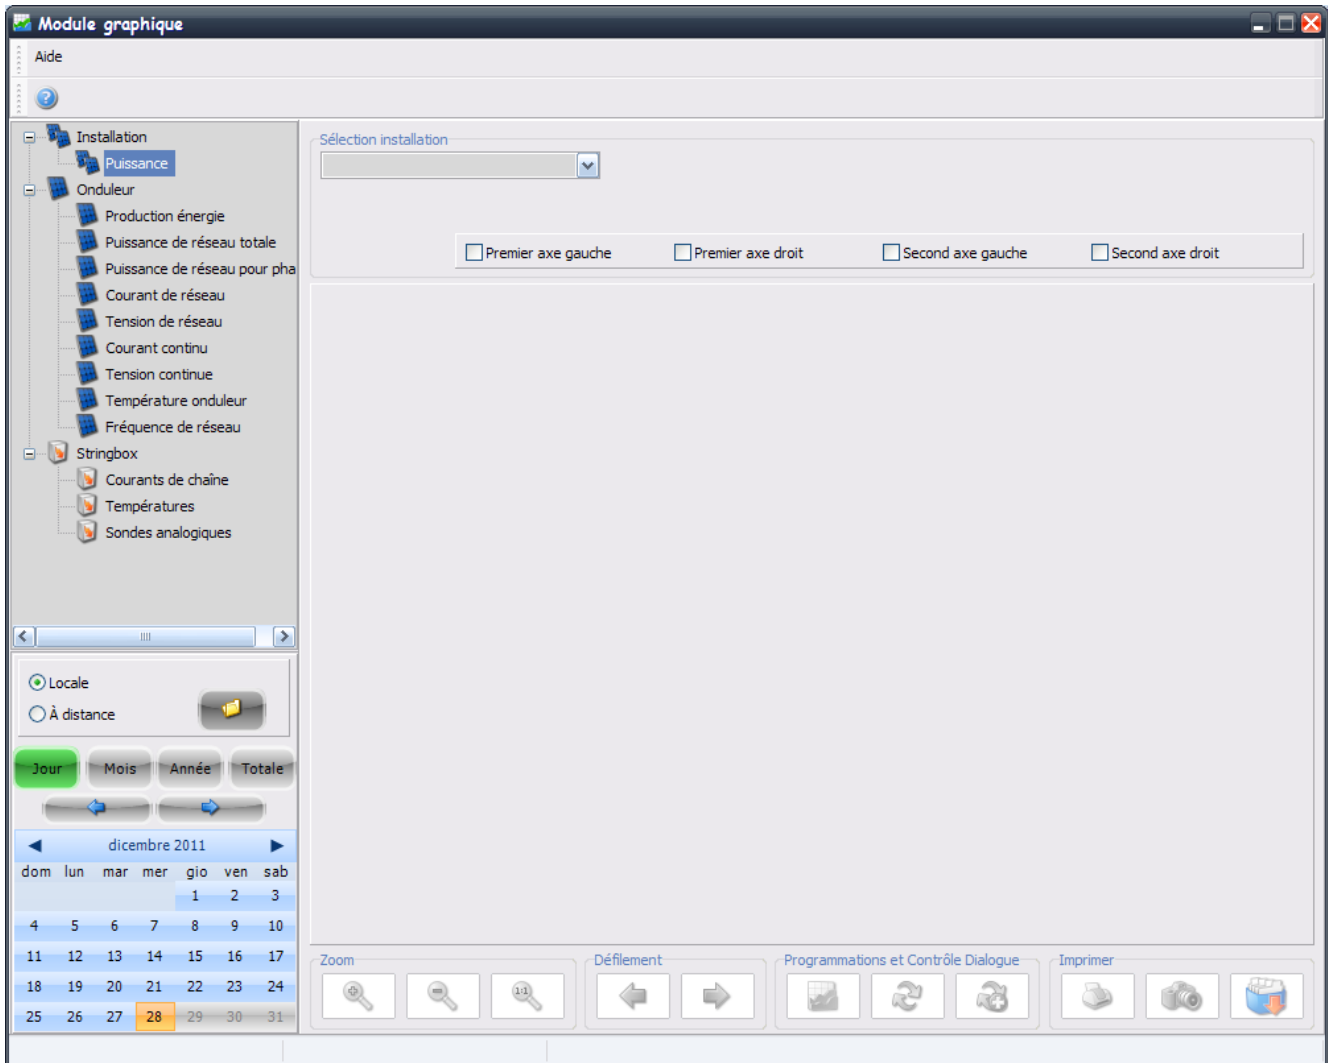 Module graphique
Aide
Installation
Puissance
Onduleur
Production énergie
Puissance de réseau totale
Puissance de réseau pour pha
Courant de réseau
Tension de réseau
Courant continu
Tension continue
Température onduleur
Fréquence de réseau
Stringbox
Courants de chaîne
Températures
Sondes analogiques
Locale
À distance
Jour Mois Année Totale
dicembre 2011
dom lun mar mer gio ven sab
1 2 3
4 5 6 7 8 9 10
11 12 13 14 15 16 17
18 19 20 21 22 23 24
25 26 27 28 29 30 31
Sélection installation
Premier axe gauche Premier axe droit Second axe gauche Second axe droit
Zoom Défilement Programmations et Contrôle Dialogue Imprimer
1:1